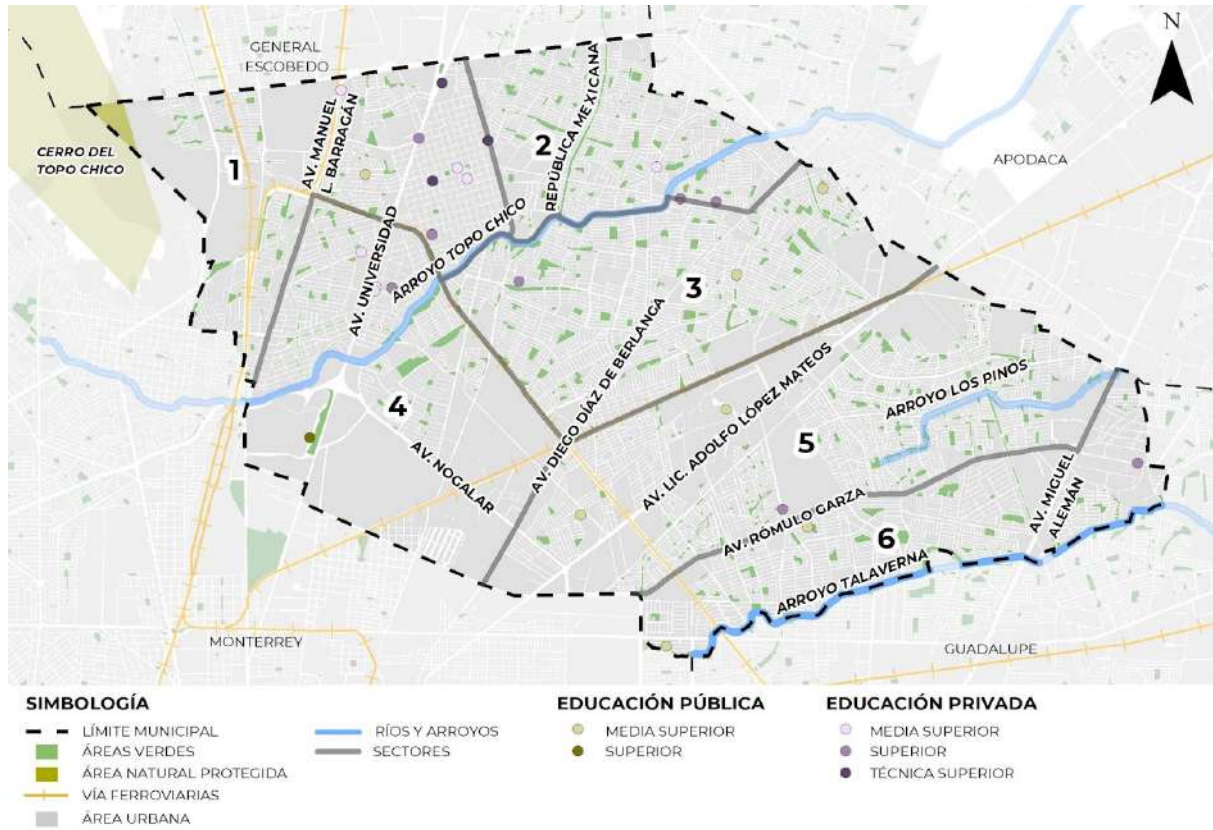 N
GENERAL
ESCOBEDO
CERRO DEL
TOPO CHICO
1
AV. MANUEL
L. BARRAGÁN
2
REPÚBLICA MEXICANA
APODACA
AV. UNIVERSIDAD
ARROYO TOPO CHICO
3
AV. DIEGO DÍAZ DE BERLANGA
4
AV. NOGALAR
AV. LIC. ADOLFO LÓPEZ MATEOS
ARROYO LOS PINOS
5
AV. RÓMULO GARZA
AV. MIGUEL
ALEMÁN
6
ARROYO TALAVERNA
MONTERREY
GUADALUPE
SIMBOLOGÍA
LÍMITE MUNICIPAL
ÁREAS VERDES
ÁREA NATURAL PROTEGIDA
VÍA FERROVIARIAS
ÁREA URBANA
RÍOS Y ARROYOS
SECTORES
EDUCACIÓN PÚBLICA
MEDIA SUPERIOR
SUPERIOR
EDUCACIÓN PRIVADA
MEDIA SUPERIOR
SUPERIOR
TÉCNICA SUPERIOR